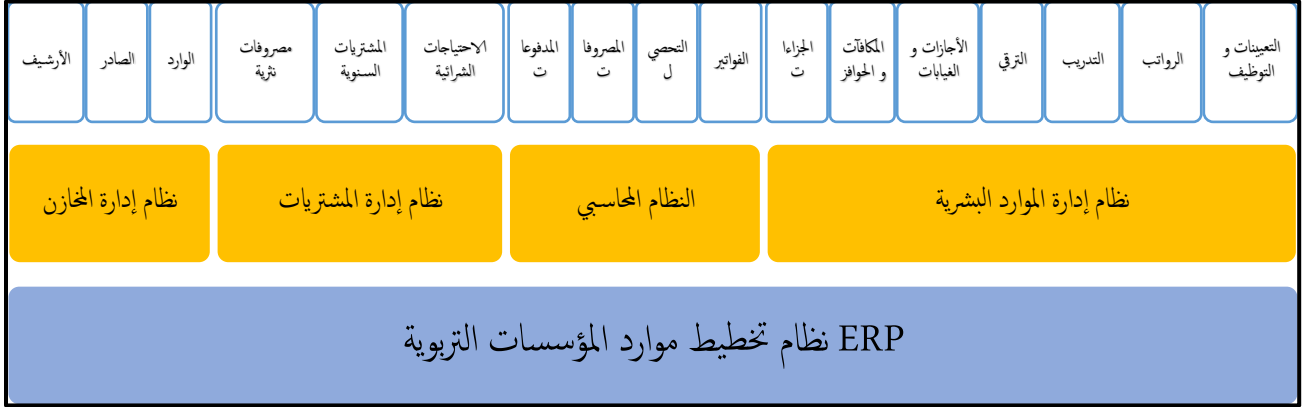 التعيينات و
التوظيف
الرواتب
التدريب
الترقي
الأجازات و
الغيابات
المكافآت
و الحوافز
الجزاءا
ت
الفواتير
التحصي
ل
المصروفا
ت
المدفوعا
ت
الاحتياجات
الشرائية
المشتريات
السنوية
مصروفات
نثرية
الوارد
الصادر
الأرشيف
نظام إدارة الموارد البشرية
النظام المحاسبي
نظام إدارة المشتريات
نظام إدارة المخازن
ERP نظام تخطيط موارد المؤسسات التربوية